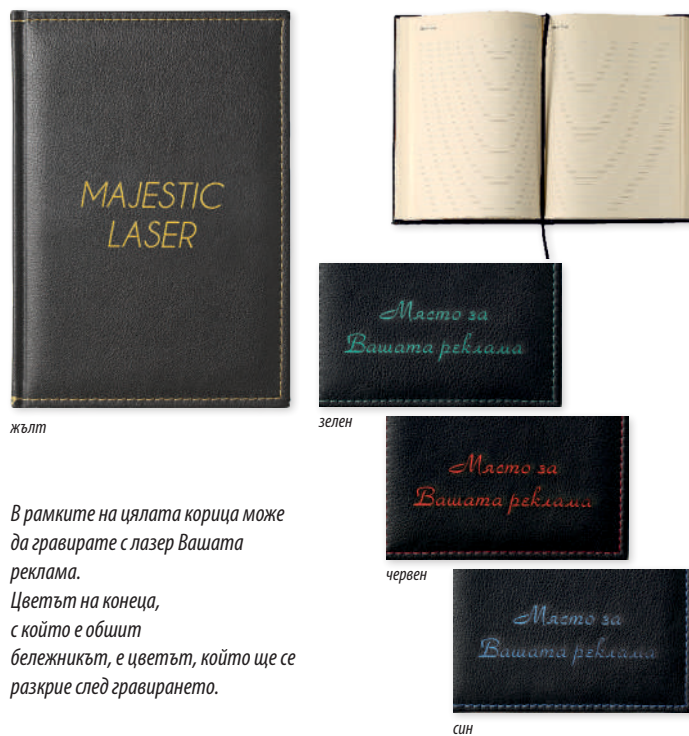 MAJESTIC
LASER
жълт
Място за
Вашата реклама
зелен
Място за
Вашата реклама
червен
Място за
Вашата реклама
син
В рамките на цялата корица може
да гравирате с лазер Вашата
реклама.
Цветът на конеца,
с който е обшит
бележникът, е цветът, който ще се
разкрие след гравирането.